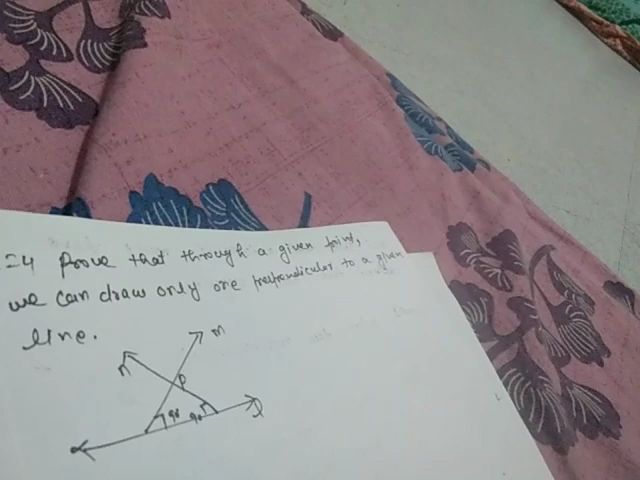 24 Prove that through a given point,
we can draw only one perpendicular to a given
line.
m
n
P
90
90
l